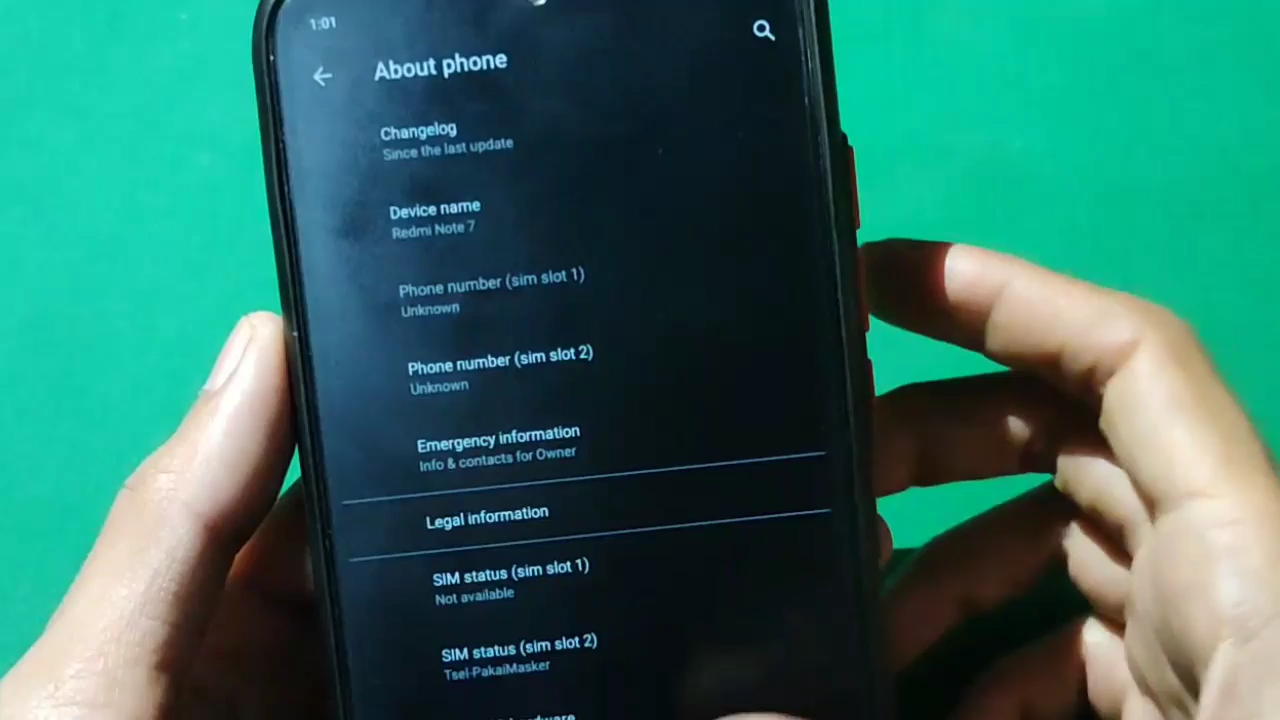 1:01
About phone
Changelog
Since the last update
Device name
Redmi Note 7
Phone number (sim slot 1)
Unknown
Phone number (sim slot 2)
Unknown
Emergency information
Info & contacts for Owner
Legal information
SIM status (sim slot 1)
Not available
SIM status (sim slot 2)
Tsel-PakaiMasker
hardware